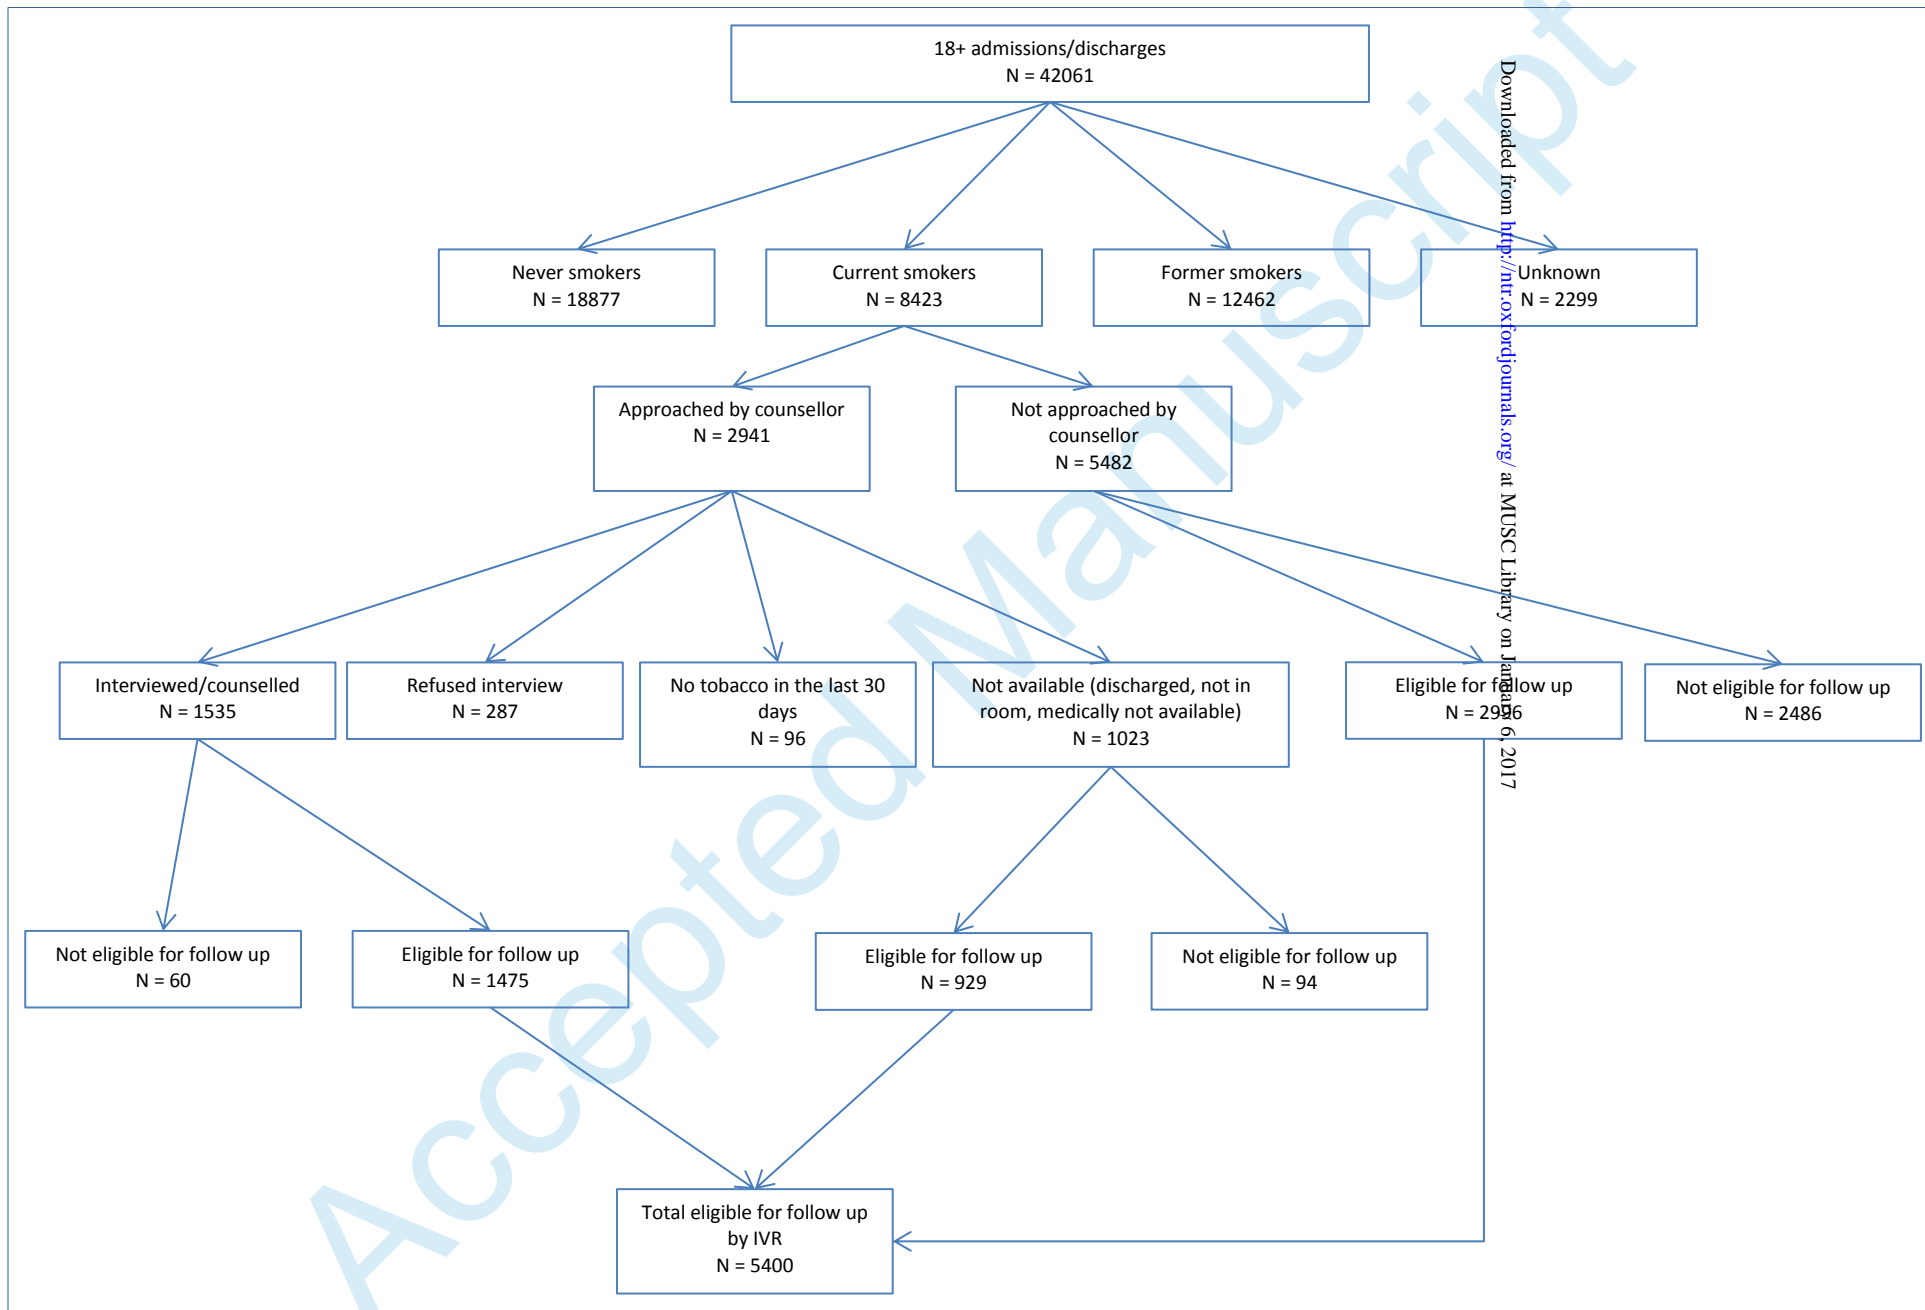 18+ admissions/discharges
N = 42061
Never smokers
N = 18877
Current smokers
N = 8423
Former smokers
N = 12462
Unknown
N = 2299
Approached by counsellor
N = 2941
Not approached by
counsellor
N = 5482
Interviewed/counselled
N = 1535
Refused interview
N = 287
No tobacco in the last 30
days
N = 96
Not available (discharged, not in
room, medically not available)
N = 1023
Eligible for follow up
N = 2996
Not eligible for follow up
N = 2486
Not eligible for follow up
N = 60
Eligible for follow up
N = 1475
Eligible for follow up
N = 929
Not eligible for follow up
N = 94
Total eligible for follow up
by IVR
N = 5400
Downloaded from http://ntr.oxfordjournals.org/ at MUSC Library on January 6, 2017
Accepted Manuscript